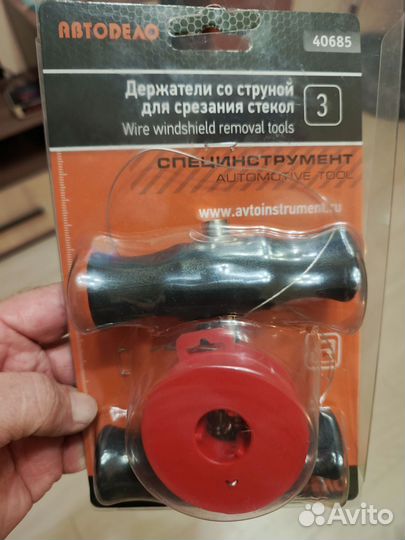 АВТОDЕЛО
40685
Держатели со струной
для срезания стекол
3
Wire windshield removal tools
СПЕЦИНСТРУМЕНТ
AUTOMOTIVE TOOL
www.avtoinstrument.ru
Avito